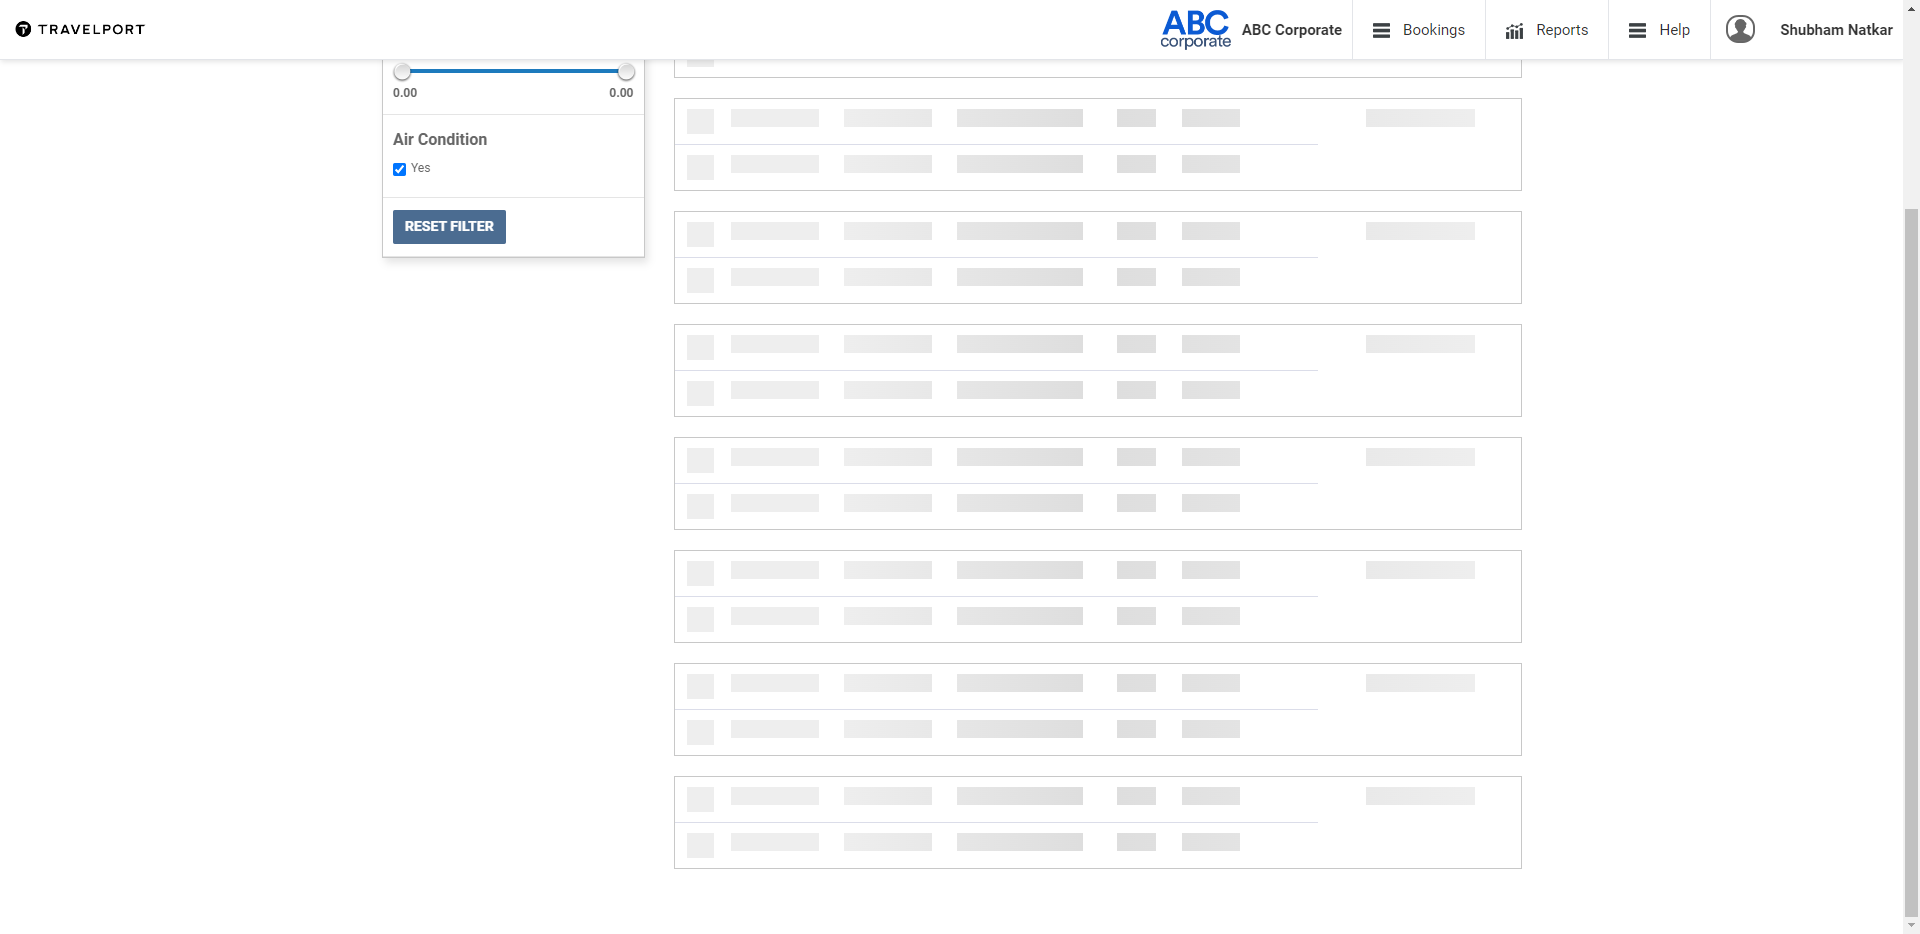 TRAVELPORT
ABC
corporate
ABC Corporate
Bookings
Reports
Help
Shubham Natkar
0.00
0.00
Air Condition
Yes
RESET FILTER